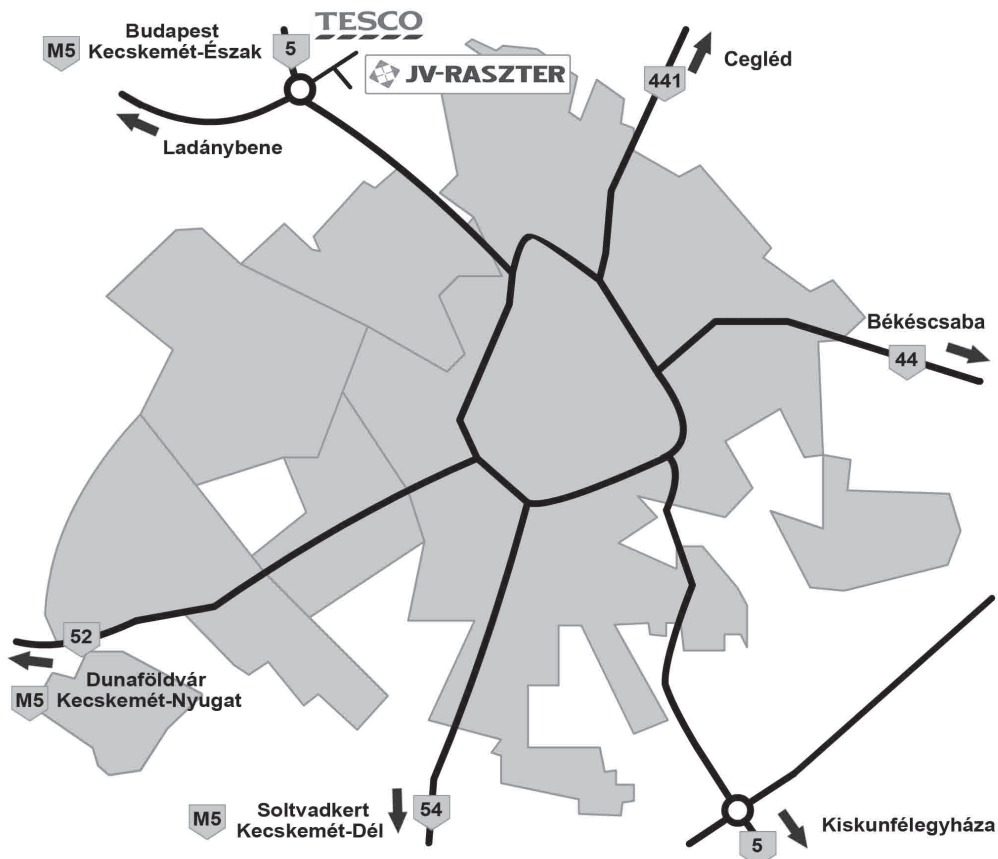 TESCO
Budapest
M5
Kecskemét-Észak
5
JV-RASZTER
441
Cegléd
Ladánybene
Békéscsaba
44
52
Dunaföldvár
M5
Kecskemét-Nyugat
Soltvadkert
M5
Kecskemét-Dél
54
Kiskunfélegyháza
5